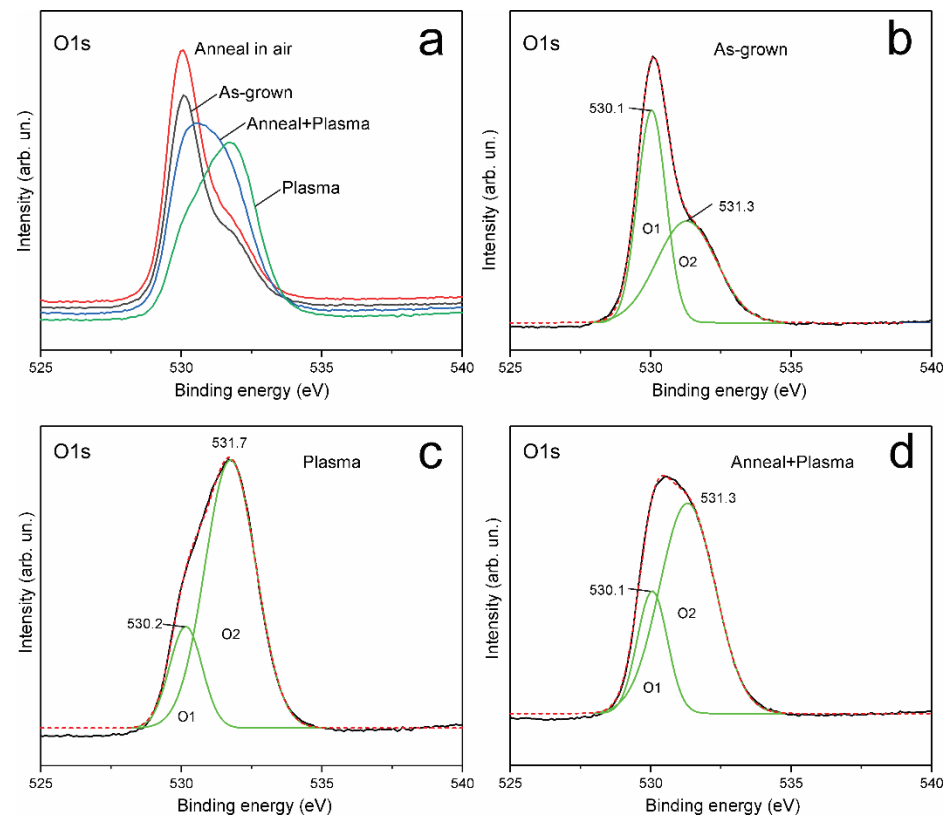 O1s
a
Anneal in air
As-grown
Anneal+Plasma
Plasma
Intensity (arb. un.)
525 530 535 540
Binding energy (eV)
O1s
As-grown
b
530.1
531.3
O1
O2
Intensity (arb. un.)
525 530 535 540
Binding energy (eV)
O1s
531.7
Plasma
c
530.2
O2
O1
Intensity (arb. un.)
525 530 535 540
Binding energy (eV)
O1s
Anneal+Plasma
d
531.3
530.1
O2
O1
Intensity (arb. un.)
525 530 535 540
Binding energy (eV)